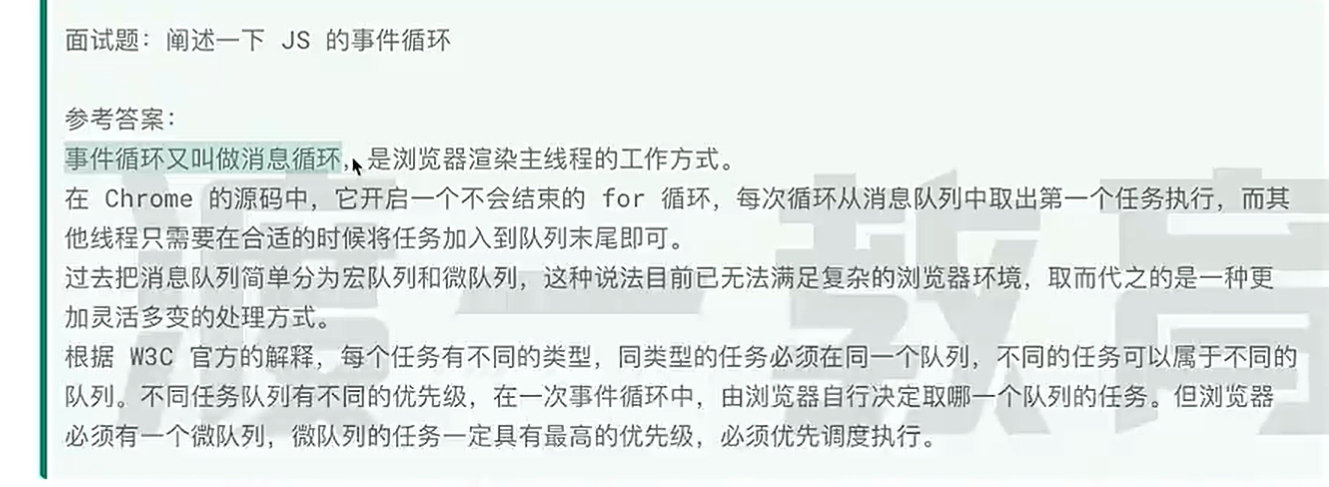 面试题：阐述一下 JS 的事件循环
参考答案：
事件循环又叫做消息循环，是浏览器渲染主线程的工作方式。
在 Chrome 的源码中，它开启一个不会结束的 for 循环，每次循环从消息队列中取出第一个任务执行，而其
他线程只需要在合适的时候将任务加入到队列末尾即可。
过去把消息队列简单分为宏队列和微队列，这种说法目前已无法满足复杂的浏览器环境，取而代之的是一种更
加灵活多变的处理方式。
根据 W3C 官方的解释，每个任务有不同的类型，同类型的任务必须在同一个队列，不同的任务可以属于不同的
队列。不同任务队列有不同的优先级，在一次事件循环中，由浏览器自行决定取哪一个队列的任务。但浏览器
必须有一个微队列，微队列的任务一定具有最高的优先级，必须优先调度执行。
渡一教育